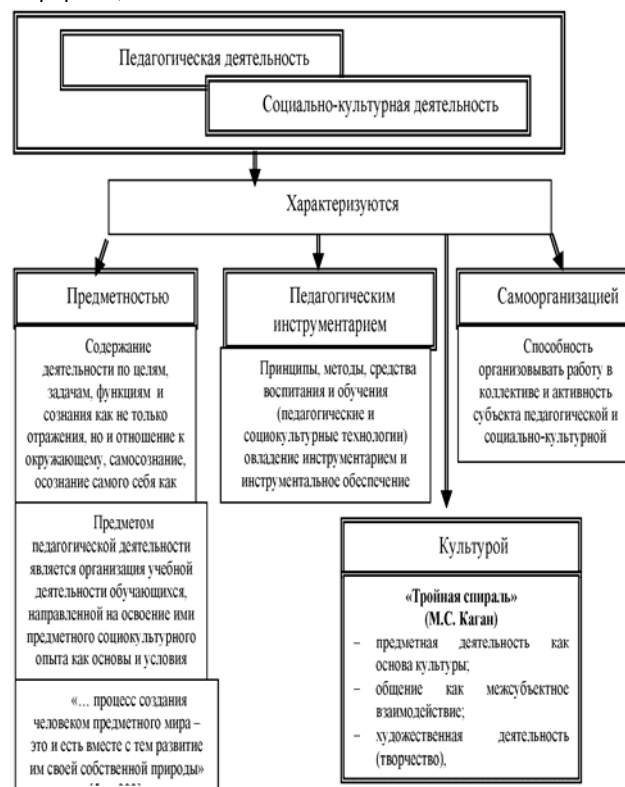 Педагогическая деятельность
Социально-культурная деятельность
Характеризуются
Предметностью
Содержание
деятельности по целям,
задачам, функциям и
сознания как не только
отражения, но и отношение к
окружающему, самосознание,
осознание самого себя как
Предметом
педагогической деятельности
является организация учебной
деятельности обучающихся,
направленной на освоение ими
предметного социокультурного
опыта как основы и условия
«... процесс создания
человеком предметного мира –
это и есть вместе с тем развитие
им своей собственной природы»
Педагогическим
инструментарием
Принципы, методы, средства
воспитания и обучения
(педагогические и
социокультурные технологии)
овладение инструментарием и
инструментальное обеспечение
Самоорганизацией
Способность
организовывать работу в
коллективе и активность
субъекта педагогической и
социально-культурной
Культурой
«Тройная спираль»
(М.С. Каган)
– предметная деятельность как
основа культуры;
– общение как межсубъектное
взаимодействие;
– художественная деятельность
(творчество),